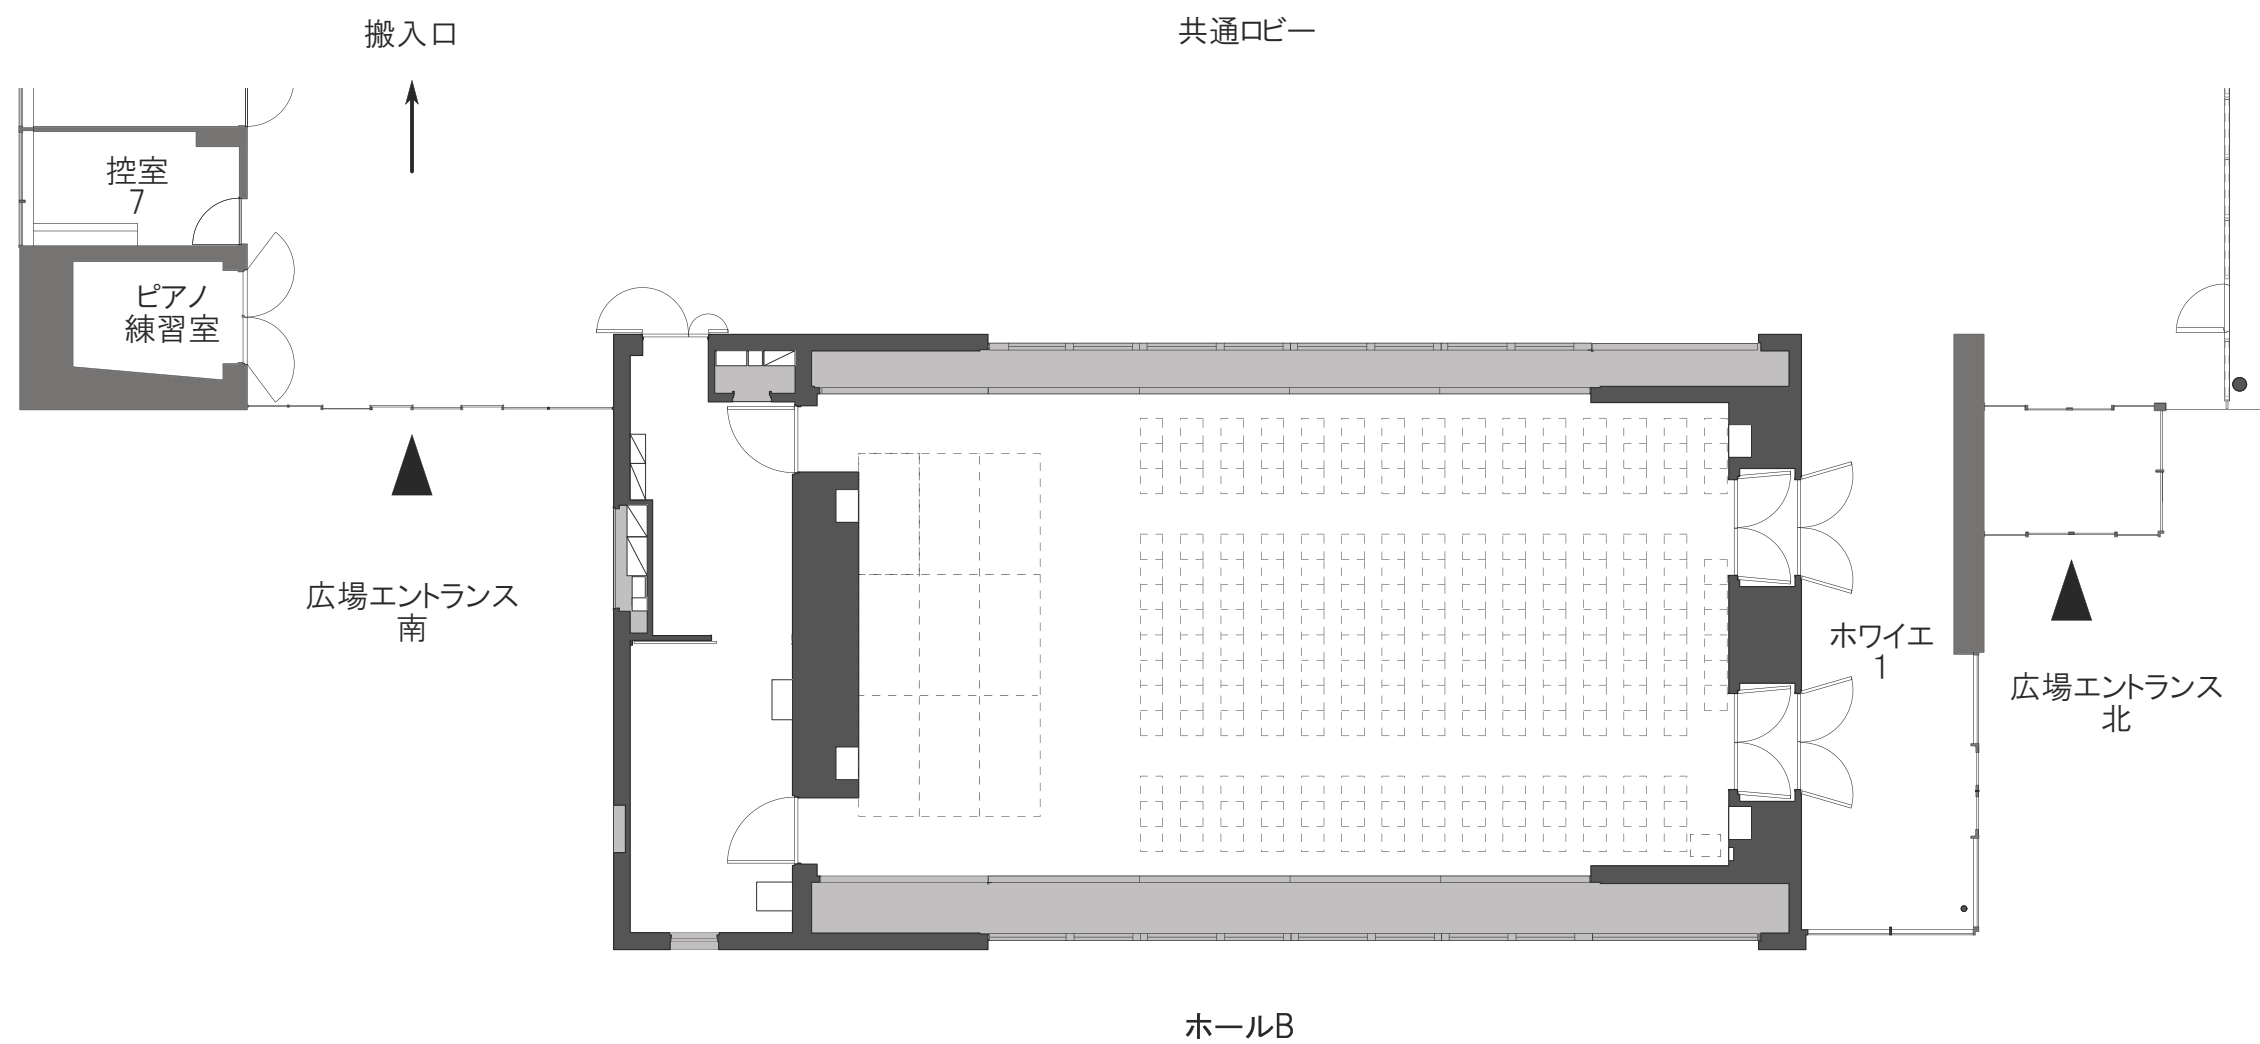 搬入口
共通ロビー
控室
7
ピアノ
練習室
広場エントランス
南
ホワイエ
1
広場エントランス
北
ホールB